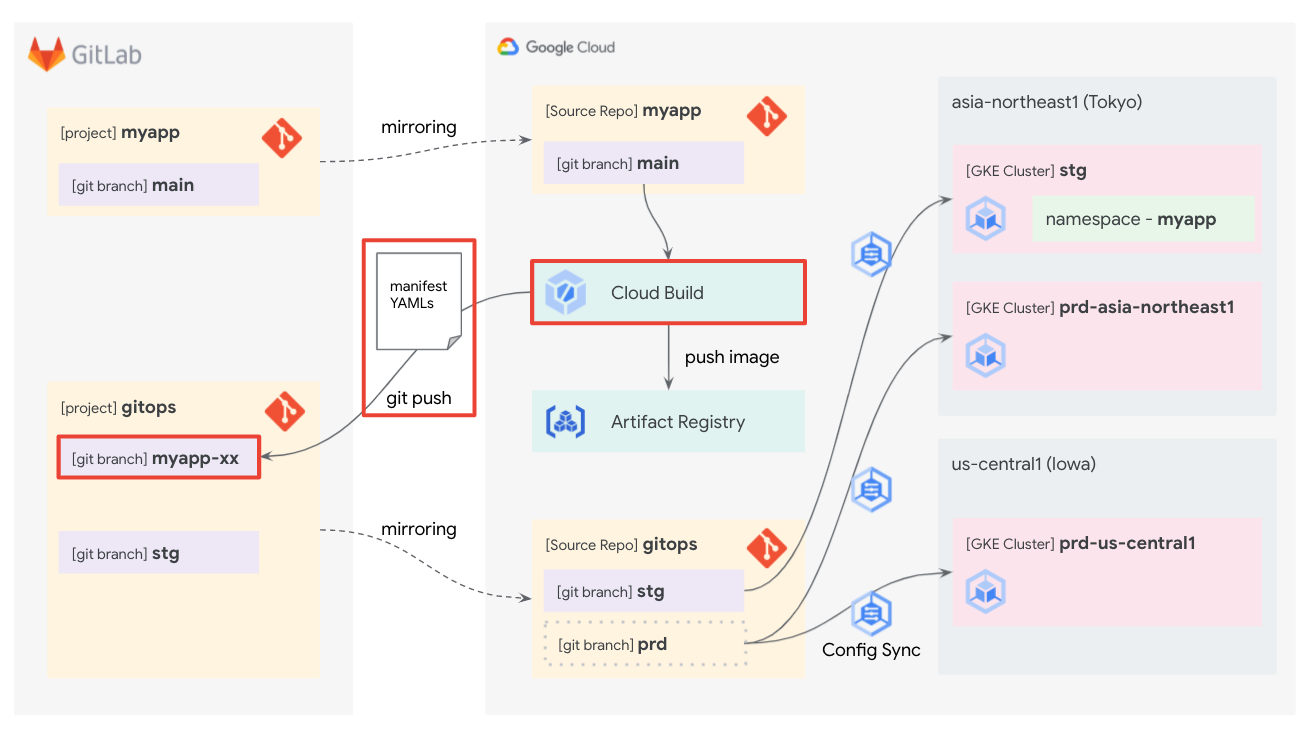 GitLab
[project] myapp
[git branch] main
mirroring
manifest
YAMLs
git push
[project] gitops
[git branch] myapp-xx
[git branch] stg
mirroring
Google Cloud
[Source Repo] myapp
[git branch] main
Cloud Build
push image
Artifact Registry
[Source Repo] gitops
[git branch] stg
[git branch] prd
Config Sync
asia-northeast1 (Tokyo)
[GKE Cluster] stg
namespace - myapp
[GKE Cluster] prd-asia-northeast1
us-central1 (Iowa)
[GKE Cluster] prd-us-central1